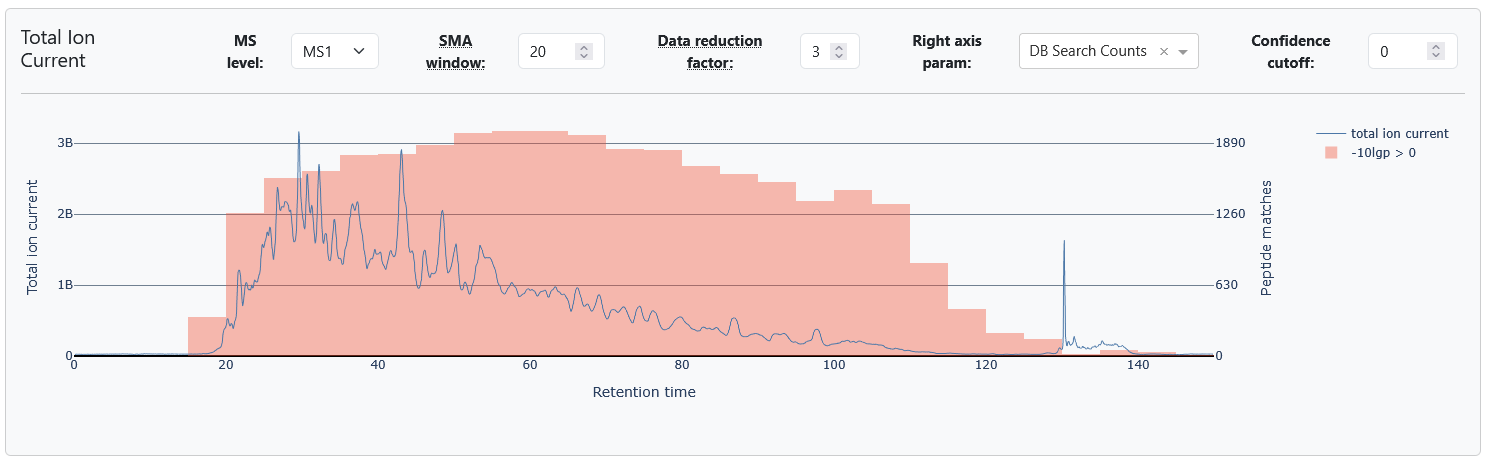 Total Ion
Current
MS
level:
MS1
SMA
window:
20
Data reduction
factor:
3
Right axis
param:
DB Search Counts ×
Confidence
cutoff:
0
3B
2B
1B
0
Total ion current
1890
1260
630
0
Peptide matches
0 20 40 60 80 100 120 140
Retention time
total ion current
-10lgp > 0